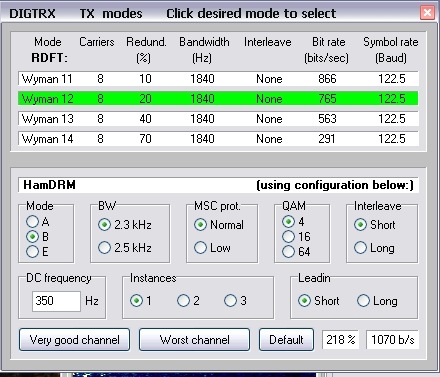 DIGTRX TX modes Click desired mode to select
Mode Carriers Redund. Bandwidth Interleave Bit rate Symbol rate
RDFT: (%) (Hz) (bits/sec) (Baud)
Wyman 11 8 10 1840 None 866 122.5
Wyman 12 8 20 1840 None 765 122.5
Wyman 13 8 40 1840 None 563 122.5
Wyman 14 8 70 1840 None 291 122.5
HamDRM (using configuration below:)
Mode BW MSC prot. QAM Interleave
A 2.3 kHz Normal 4 Short
B 16
E 2.5 kHz Low 64 Long
DC frequency Instances Leadin
350 Hz 1 2 3 Short Long
Very good channel Worst channel Default 218 % 1070 b/s